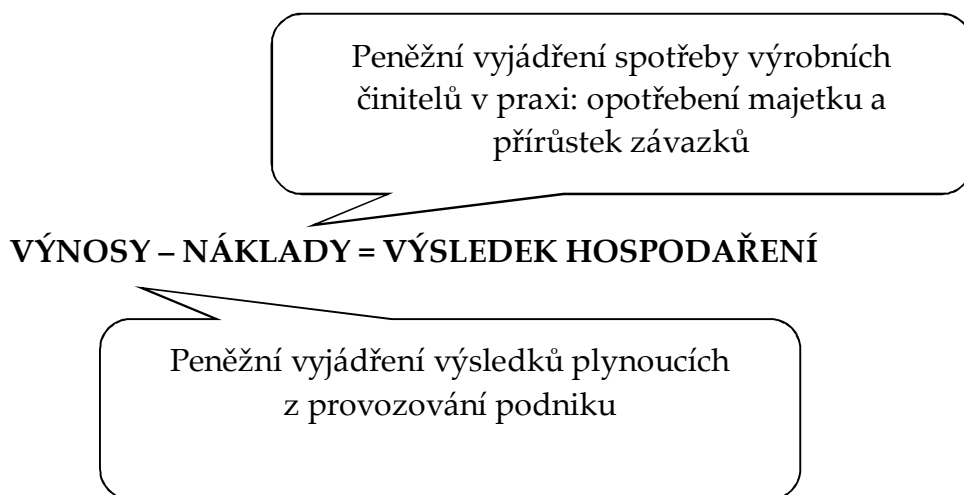 Peněžní vyjádření spotřeby výrobních
činitelů v praxi: opotřebení majetku a
přírůstek závazků
VÝNOSY – NÁKLADY = VÝSLEDEK HOSPODAŘENÍ
Peněžní vyjádření výsledků plynoucích
z provozování podniku